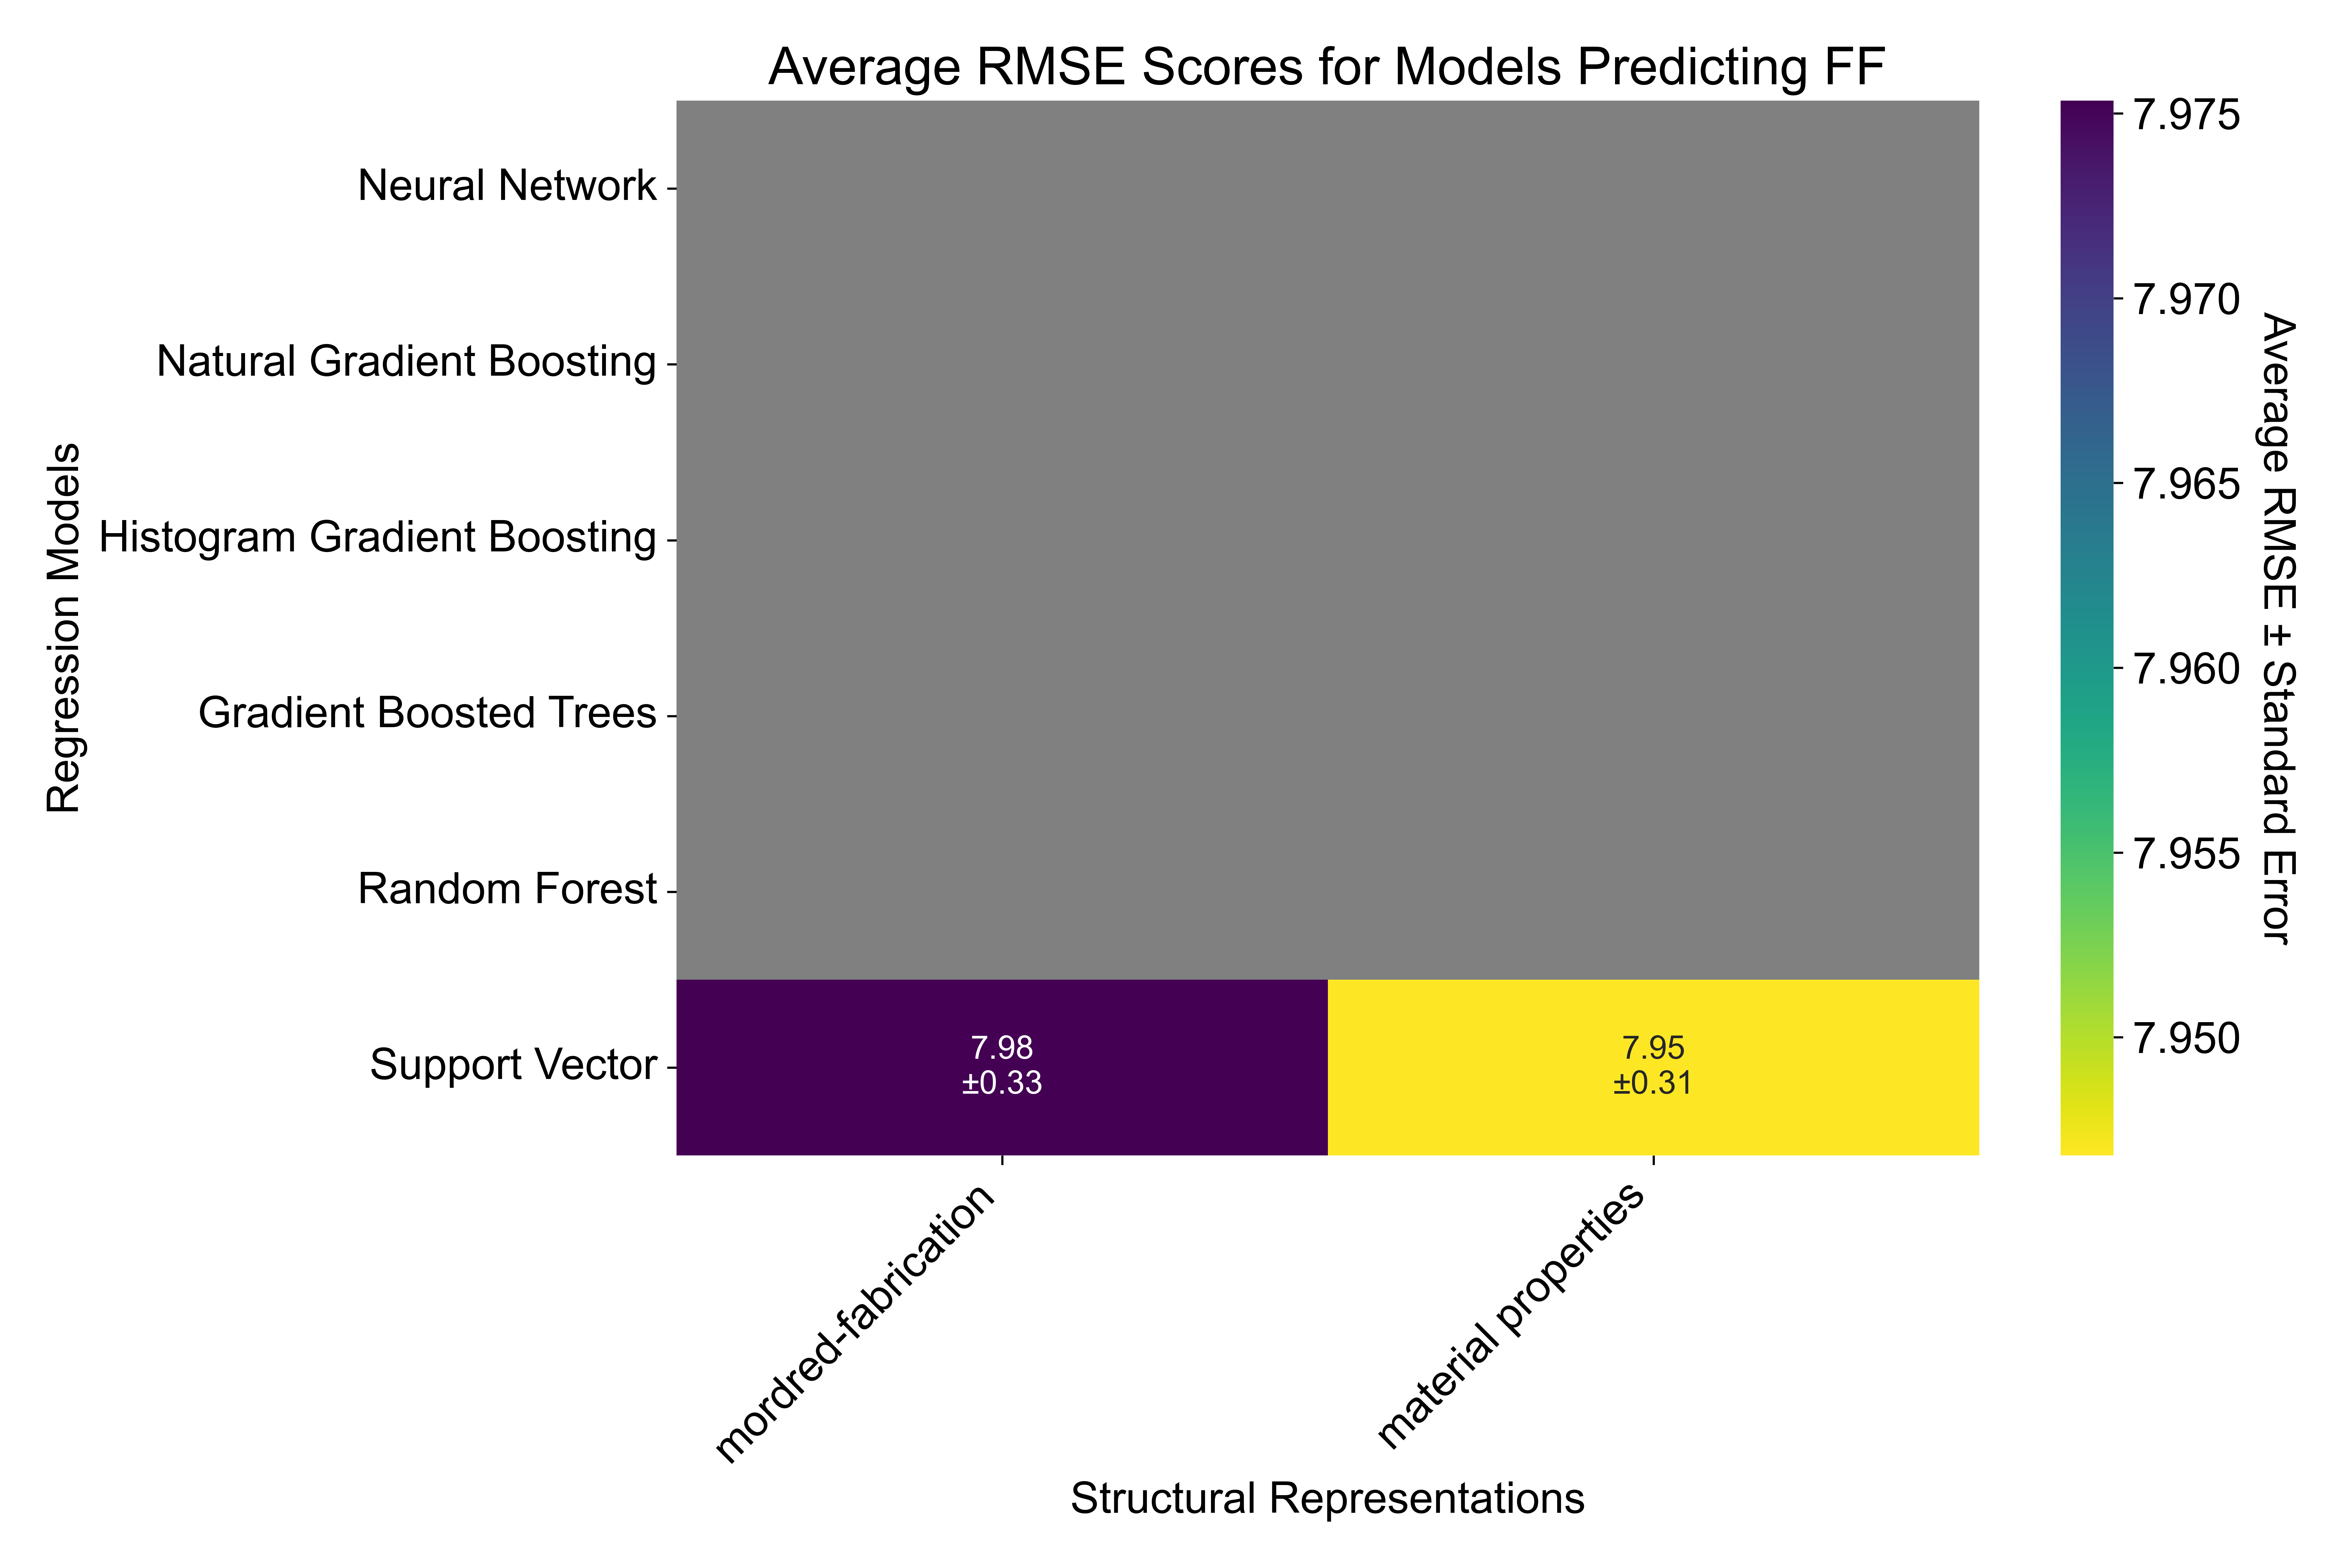 Average RMSE Scores for Models Predicting FF
Regression Models
Neural Network
Natural Gradient Boosting
Histogram Gradient Boosting
Gradient Boosted Trees
Random Forest
Support Vector
7.98
±0.33
7.95
±0.31
mordred-fabrication
material properties
Structural Representations
7.975
7.970
7.965
7.960
7.955
7.950
Average RMSE ± Standard Error